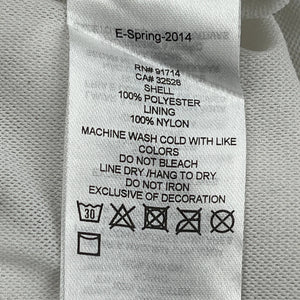 E-Spring-2014
RN# 91714
CA# 32526
SHELL
100% POLYESTER
LINING
100% NYLON
MACHINE WASH COLD WITH LIKE
COLORS
DO NOT BLEACH
LINE DRY /HANG TO DRY
DO NOT IRON
EXCLUSIVE OF DECORATION
30